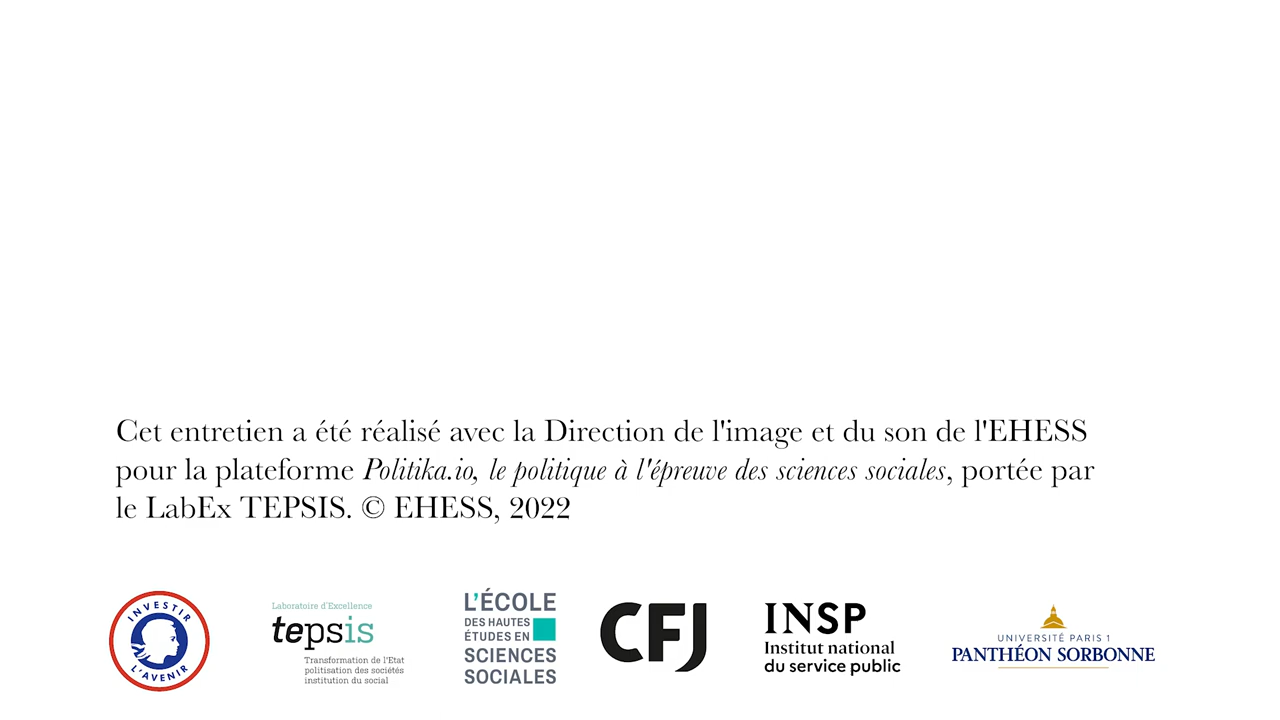 Cet entretien a été réalisé avec la Direction de l'image et du son de l'EHESS
pour la plateforme Politika.io, le politique à l'épreuve des sciences sociales, portée par
le LabEx TEPSIS. © EHESS, 2022
INVESTIR
L'AVENIR
Laboratoire d'Excellence
tepsis
Transformation de l'Etat
politisation des sociétés
institution du social
L'ÉCOLE
DES HAUTES
ÉTUDES EN
SCIENCES
SOCIALES
CFJ
INSP
Institut national
du service public
UNIVERSITÉ PARIS 1
PANTHÉON SORBONNE